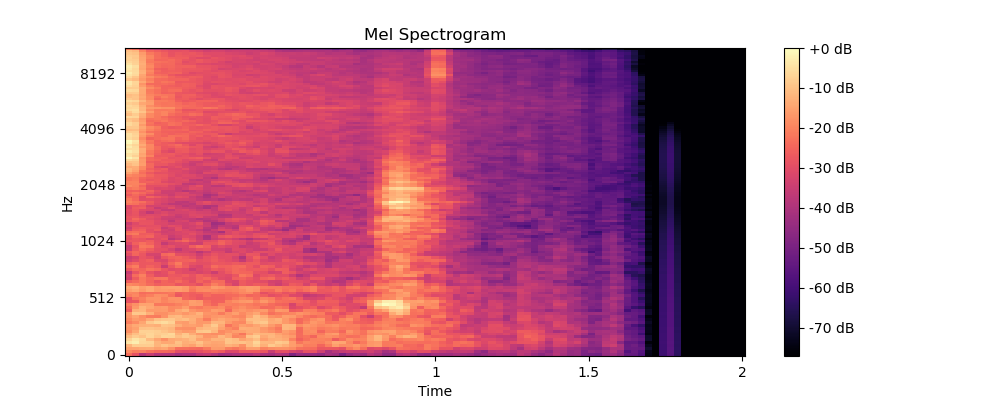 Mel Spectrogram
8192
4096
2048
1024
512
0
Hz
0
0.5
1
1.5
2
Time
+0 dB
-10 dB
-20 dB
-30 dB
-40 dB
-50 dB
-60 dB
-70 dB